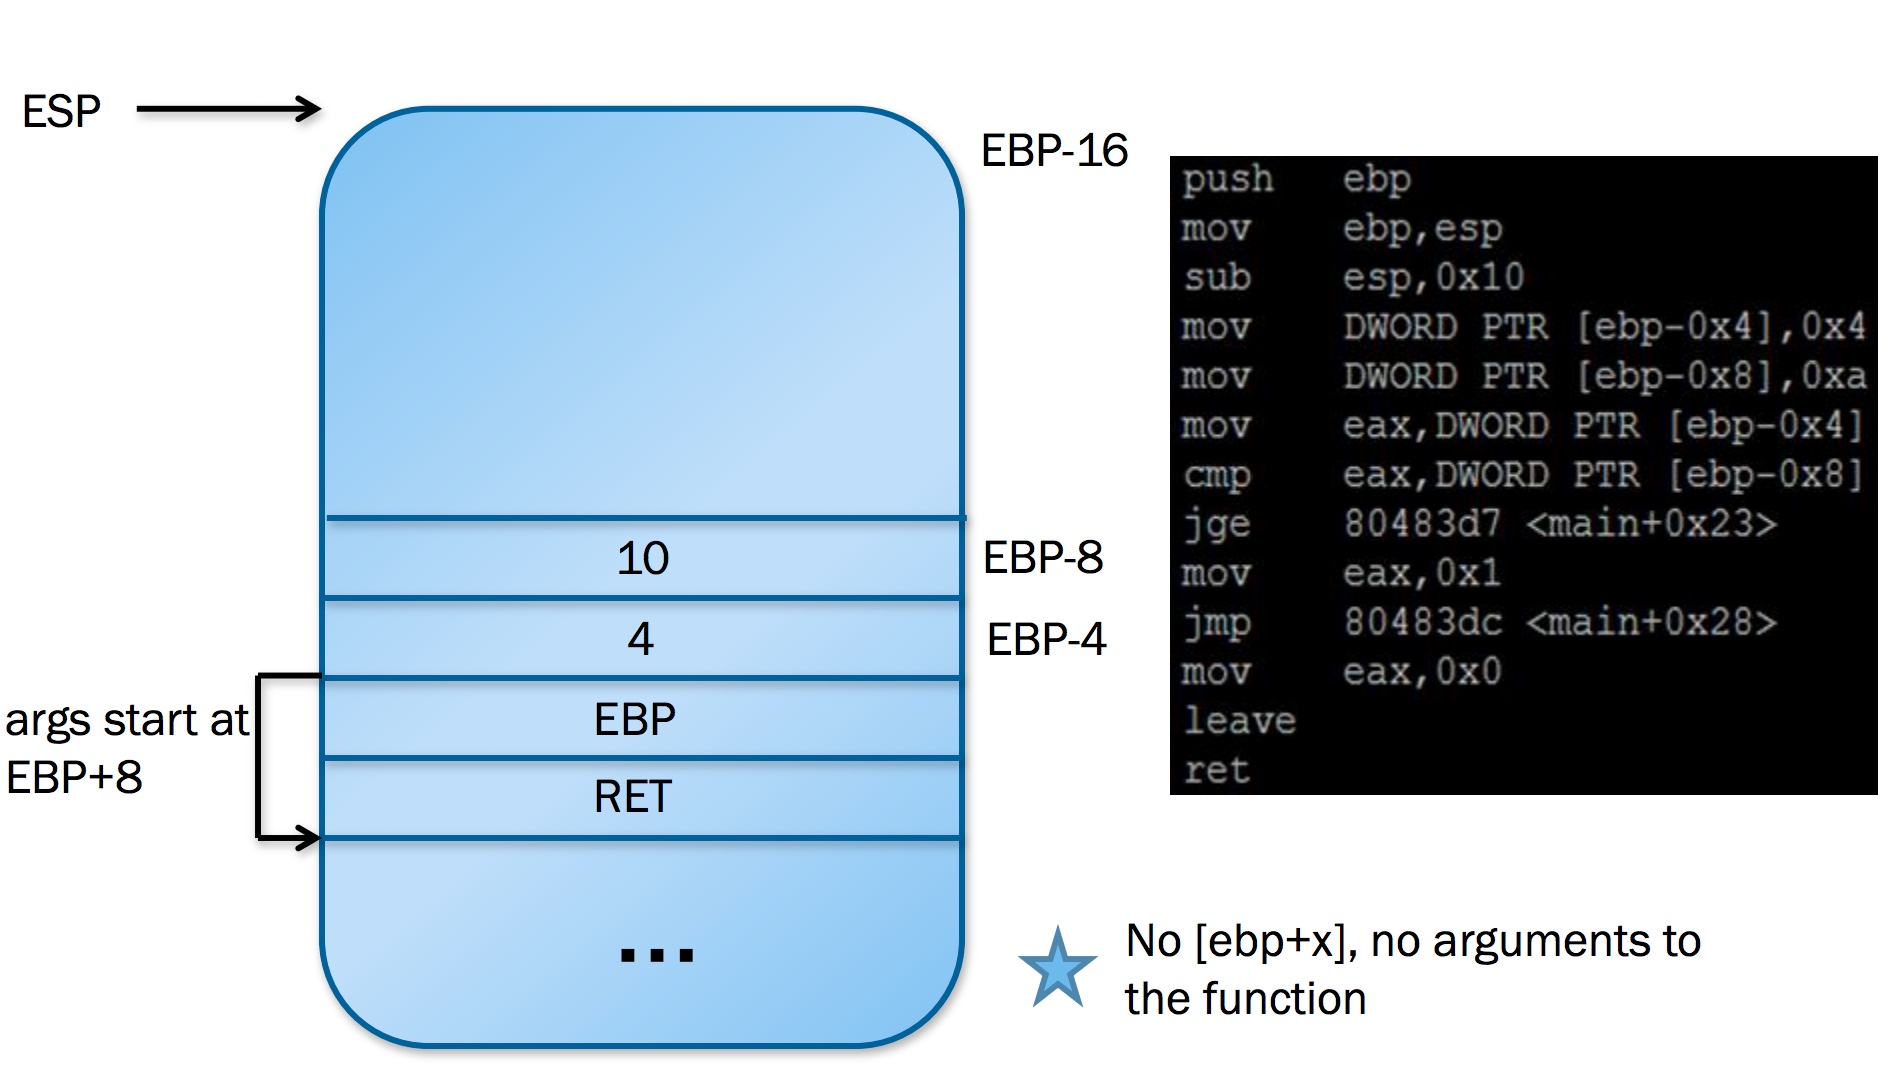 ESP
EBP-16
10
EBP-8
4
EBP-4
EBP
RET
args start at
EBP+8
...
push ebp
mov ebp,esp
sub esp,0x10
mov DWORD PTR [ebp-0x4],0x4
mov DWORD PTR [ebp-0x8],0xa
mov eax,DWORD PTR [ebp-0x4]
cmp eax,DWORD PTR [ebp-0x8]
jge 80483d7 <main+0x23>
mov eax,0x1
jmp 80483dc <main+0x28>
mov eax,0x0
leave
ret
No [ebp+x], no arguments to
the function